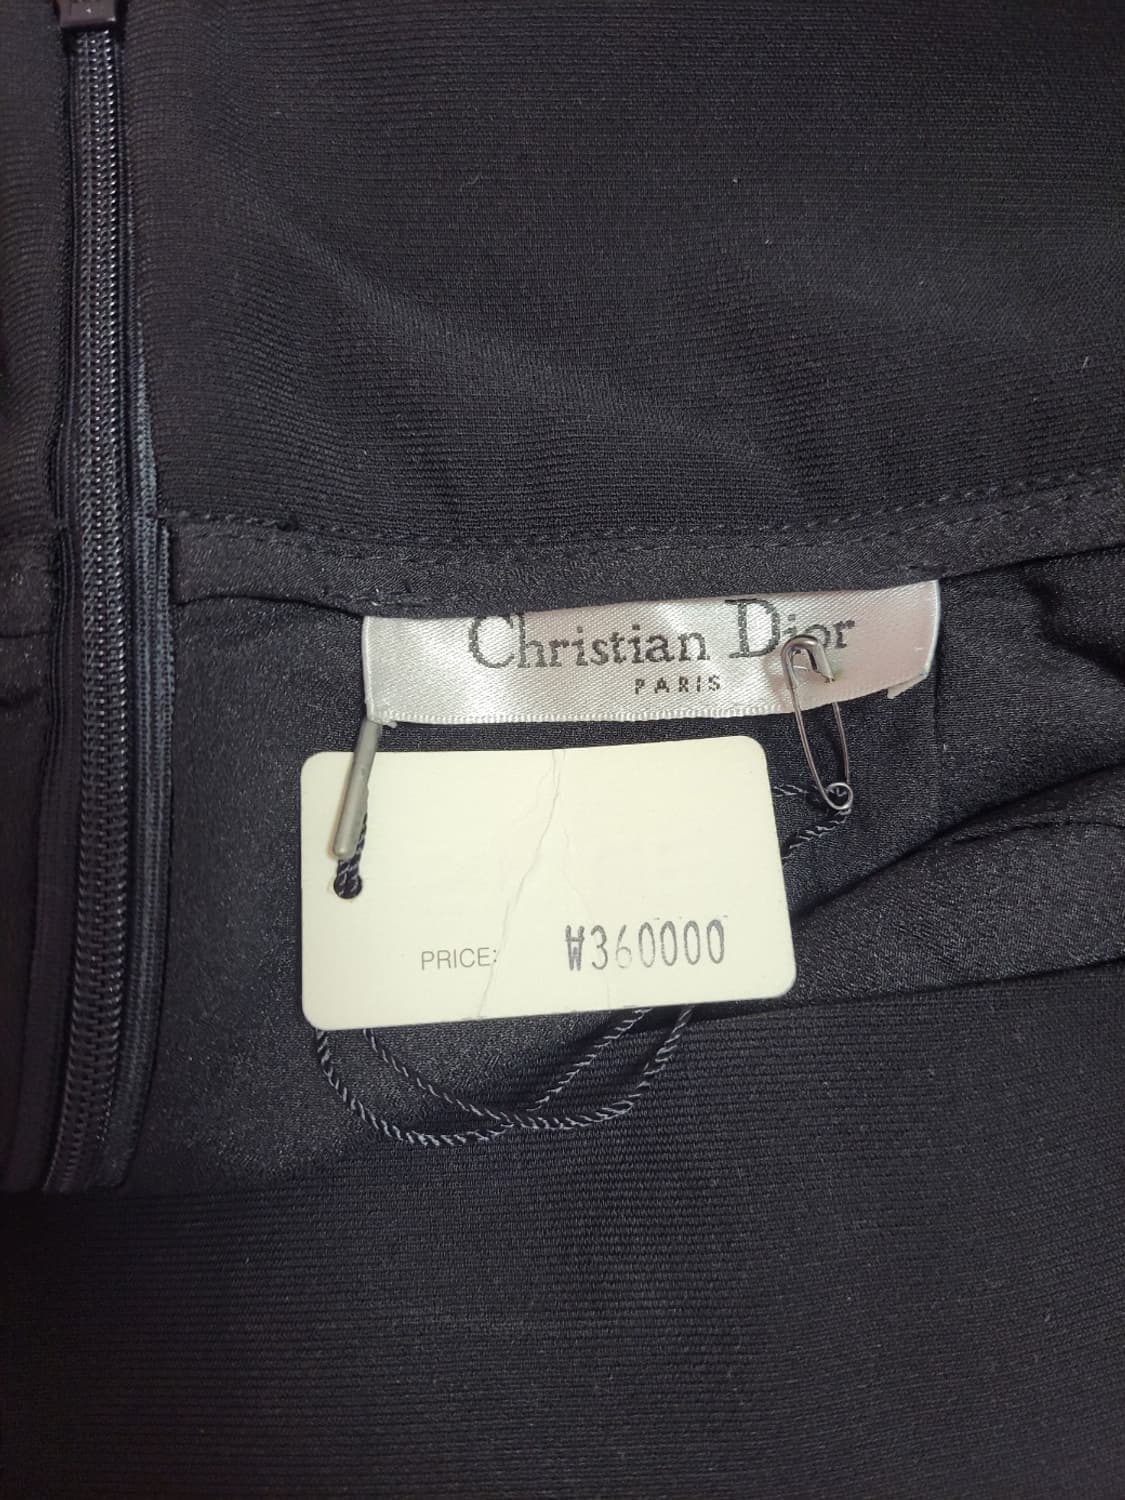 Christian Dior
PARIS
PRICE: ₩360000